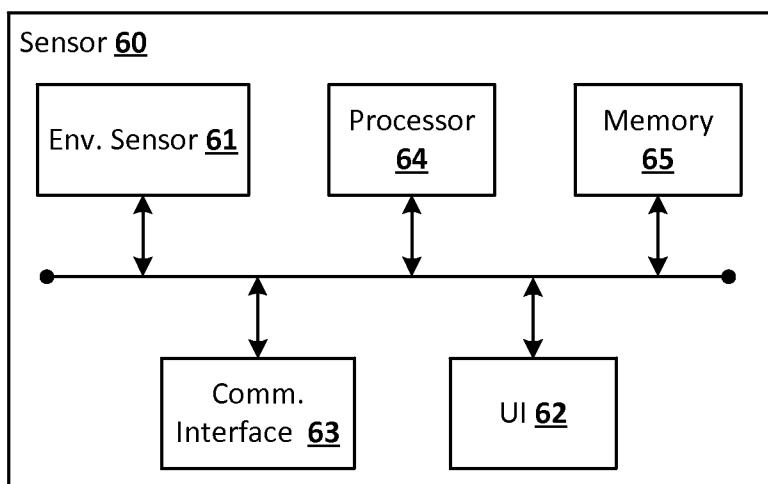 Sensor 60
Env. Sensor 61
Processor
64
Memory
65
Comm.
Interface 63
UI 62